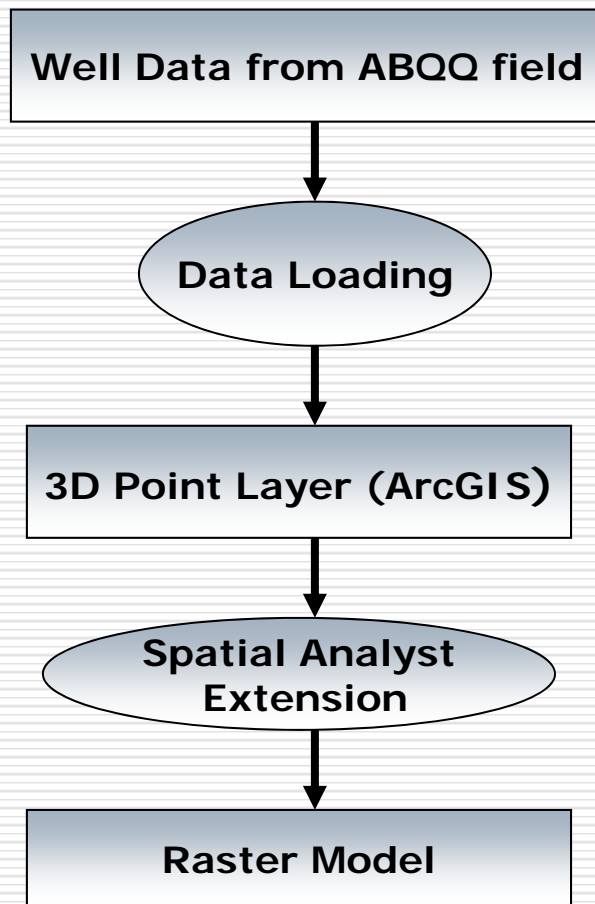 Well Data from ABQQ field
Data Loading
3D Point Layer (ArcGIS)
Spatial Analyst
Extension
Raster Model